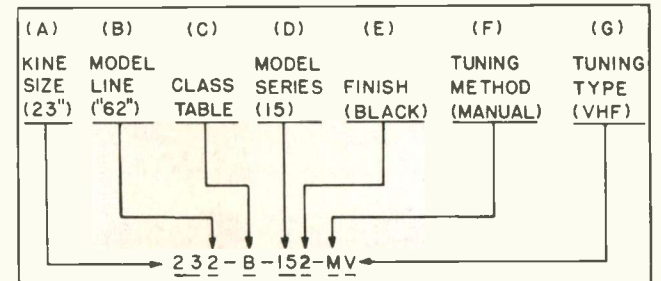 (A) (B) (C) (D) (E) (F) (G)
KINE MODEL MODEL TUNING TUNING
SIZE LINE CLASS SERIES FINISH METHOD TYPE
(23") ("62") TABLE (15) (BLACK) (MANUAL) (VHF)
232-B-152-MV